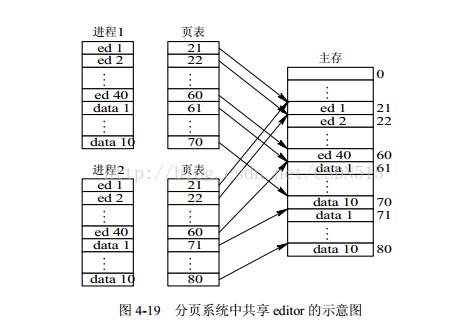 进程1
ed 1
ed 2
⋮
ed 40
data 1
⋮
data 10
页表
21
22
⋮
60
61
⋮
70
进程2
ed 1
ed 2
⋮
ed 40
data 1
⋮
data 10
页表
21
22
⋮
60
71
⋮
80
主存
0
⋮
ed 1 21
ed 2 22
⋮
ed 40 60
data 1 61
⋮
data 10 70
data 1 71
⋮
data 10 80
图 4-19 分页系统中共享 editor 的示意图